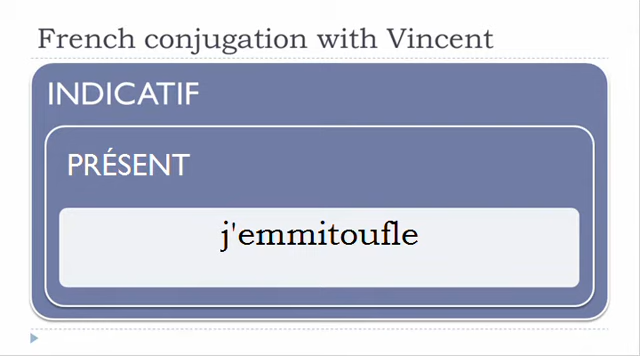 French conjugation with Vincent
INDICATIF
PRÉSENT
j'emmitoufle